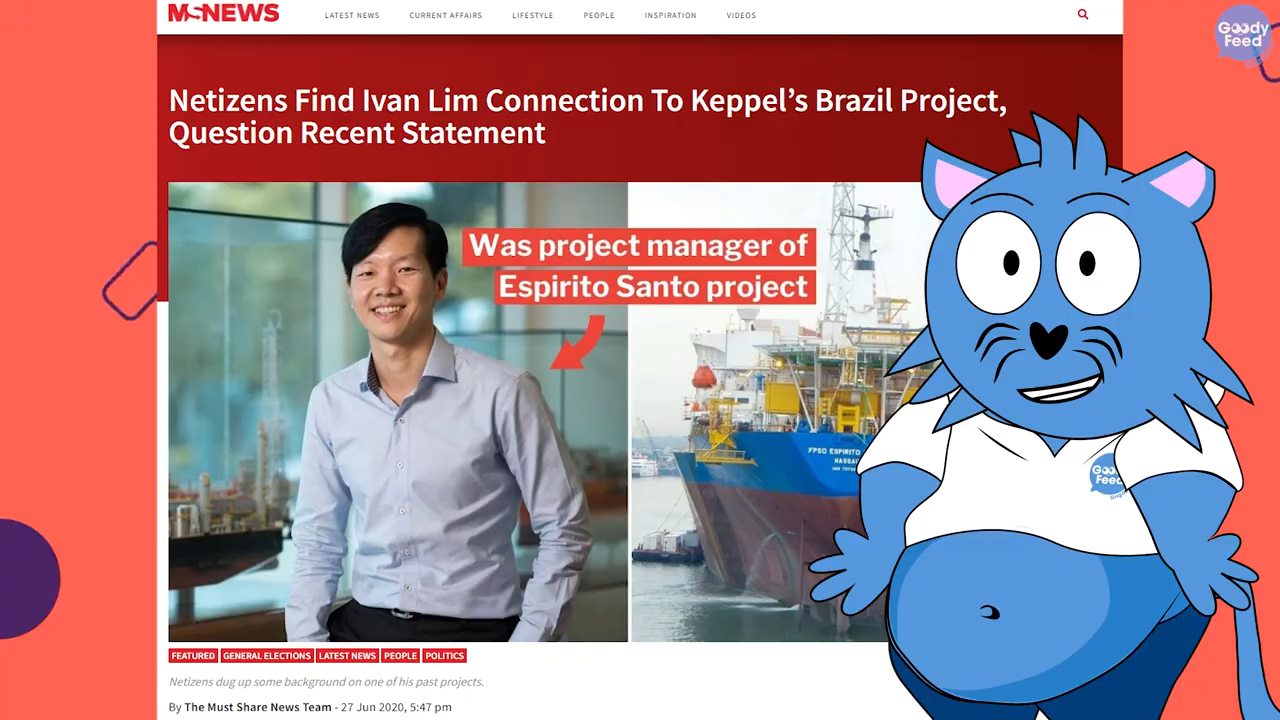 MSNEWS
LATEST NEWS CURRENT AFFAIRS LIFESTYLE PEOPLE INSPIRATION VIDEOS
Goody
Feed
Netizens Find Ivan Lim Connection To Keppel’s Brazil Project,
Question Recent Statement
Was project manager of
Espirito Santo project
FPSO ESPIRITO
NASSAU
Goody
Feed
FEATURED GENERAL ELECTIONS LATEST NEWS PEOPLE POLITICS
Netizens dug up some background on one of his past projects.
By The Must Share News Team - 27 Jun 2020, 5:47 pm